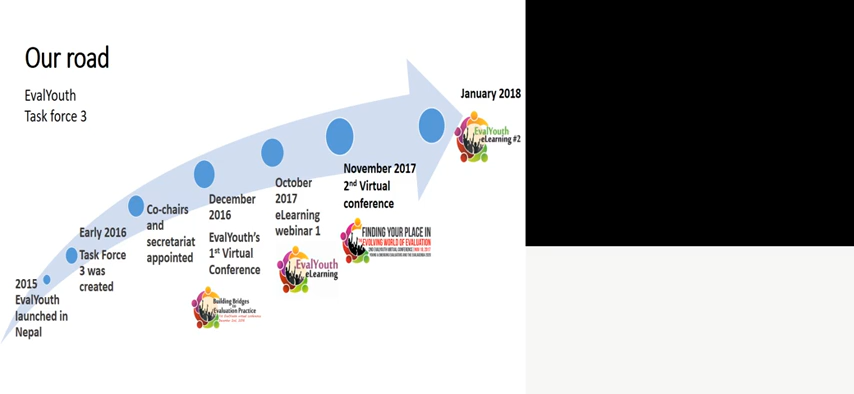 Our road
EvalYouth
Task force 3
2015
EvalYouth
launched in
Nepal
Early 2016
Task Force
3 was
created
Co-chairs
and
secretariat
appointed
December
2016
EvalYouth's
1st Virtual
Conference
Building Bridges
Evaluation Practice
October
2017
eLearning
webinar 1
EvalYouth
eLearning
November 2017
2nd Virtual
conference
FINDING YOUR PLACE IN
EVOLVING WORLD OF EVALUATION
January 2018
EvalYouth
eLearning #2